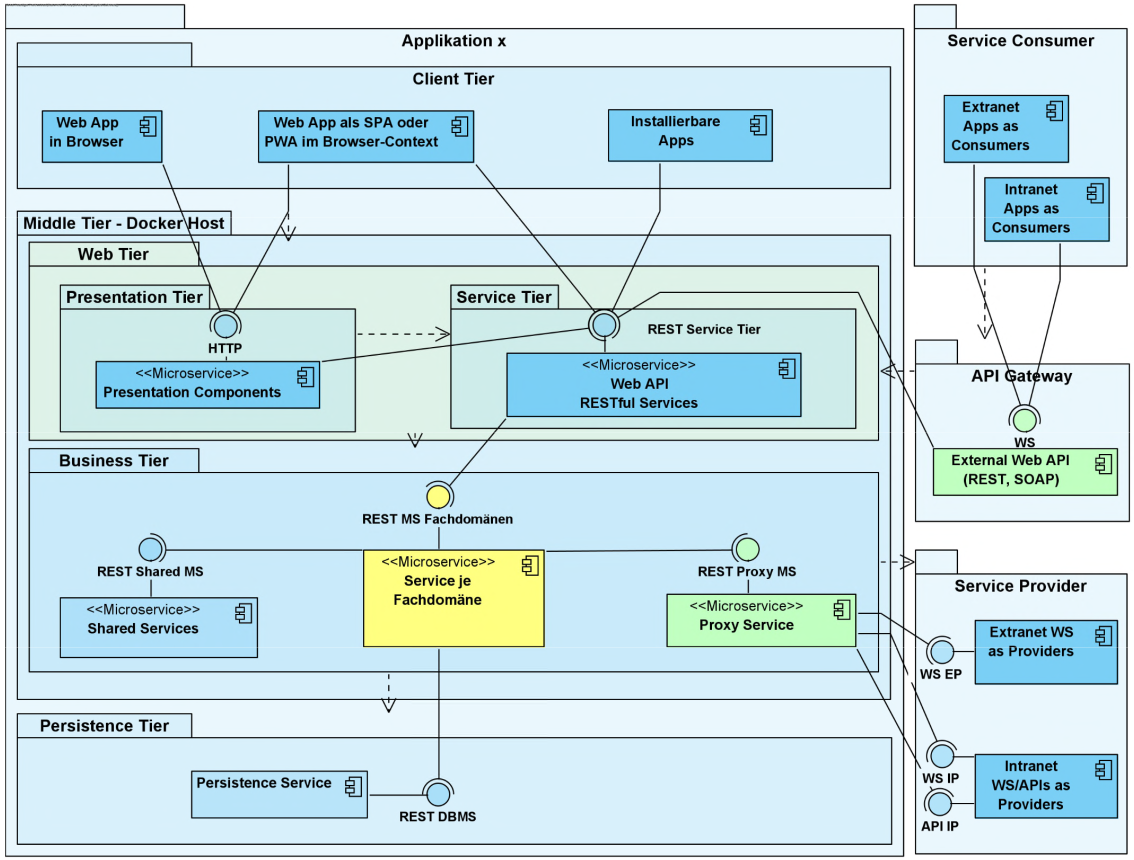 Applikation x
Client Tier
Web App
in Browser
Web App als SPA oder
PWA im Browser-Context
Installierbare
Apps
Middle Tier - Docker Host
Web Tier
Presentation Tier
HTTP
<<Microservice>>
Presentation Components
Service Tier
REST Service Tier
<<Microservice>>
Web API
RESTful Services
Business Tier
REST MS Fachdomänen
REST Shared MS
<<Microservice>>
Shared Services
<<Microservice>>
Service je
Fachdomäne
REST Proxy MS
<<Microservice>>
Proxy Service
Persistence Tier
Persistence Service
REST DBMS
Service Consumer
Extranet
Apps as
Consumers
Intranet
Apps as
Consumers
API Gateway
WS
External Web API
(REST, SOAP)
Service Provider
Extranet WS
as Providers
WS EP
WS IP
Intranet
WS/APIs as
Providers
API IP